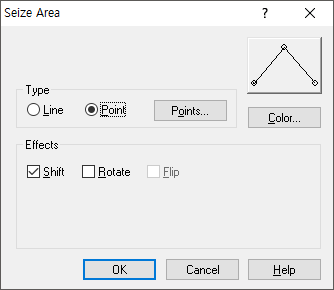 Seize Area
?
Type
Line
Point
Points...
Color...
Effects
Shift
Rotate
Flip
OK
Cancel
Help